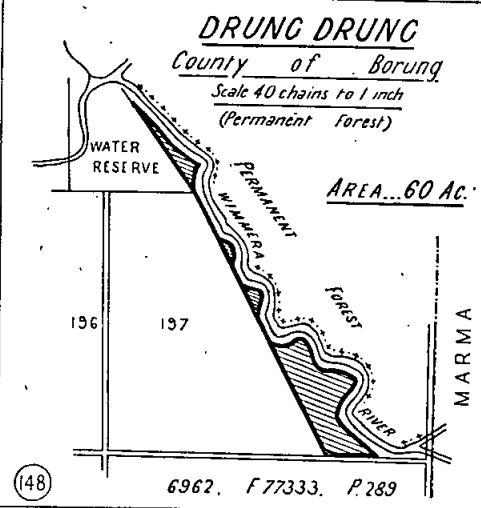 DRUNG DRUNG
County of Borung
Scale 40 chains to 1 inch
(Permanent Forest)
WATER
RESERVE
AREA...60 Ac.
PERMANENT
WIMMERA
FOREST
196
197
MARMA
RIVER
148
6962. F 77333. P. 289